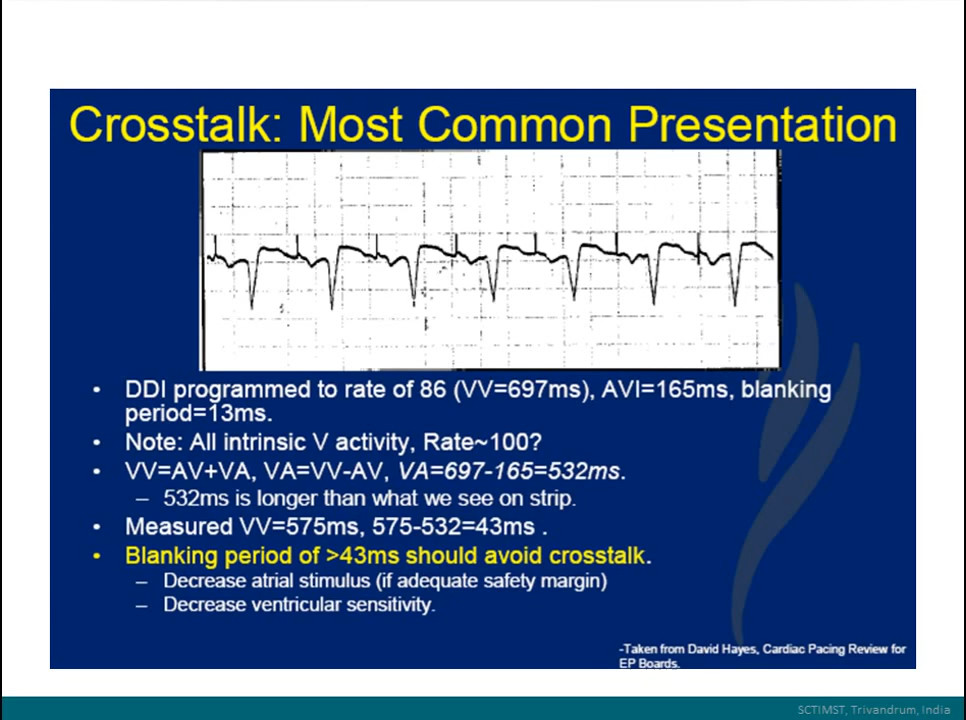 Crosstalk: Most Common Presentation
• DDI programmed to rate of 86 (VV=697ms), AVI=165ms, blanking
period=13ms.
• Note: All intrinsic V activity, Rate~100?
• VV=AV+VA, VA=VV-AV, VA=697-165=532ms.
– 532ms is longer than what we see on strip.
• Measured VV=575ms, 575-532=43ms .
• Blanking period of >43ms should avoid crosstalk.
– Decrease atrial stimulus (if adequate safety margin)
– Decrease ventricular sensitivity.
-Taken from David Hayes, Cardiac Pacing Review for
EP Boards.
SCTIMST, Trivandrum, India